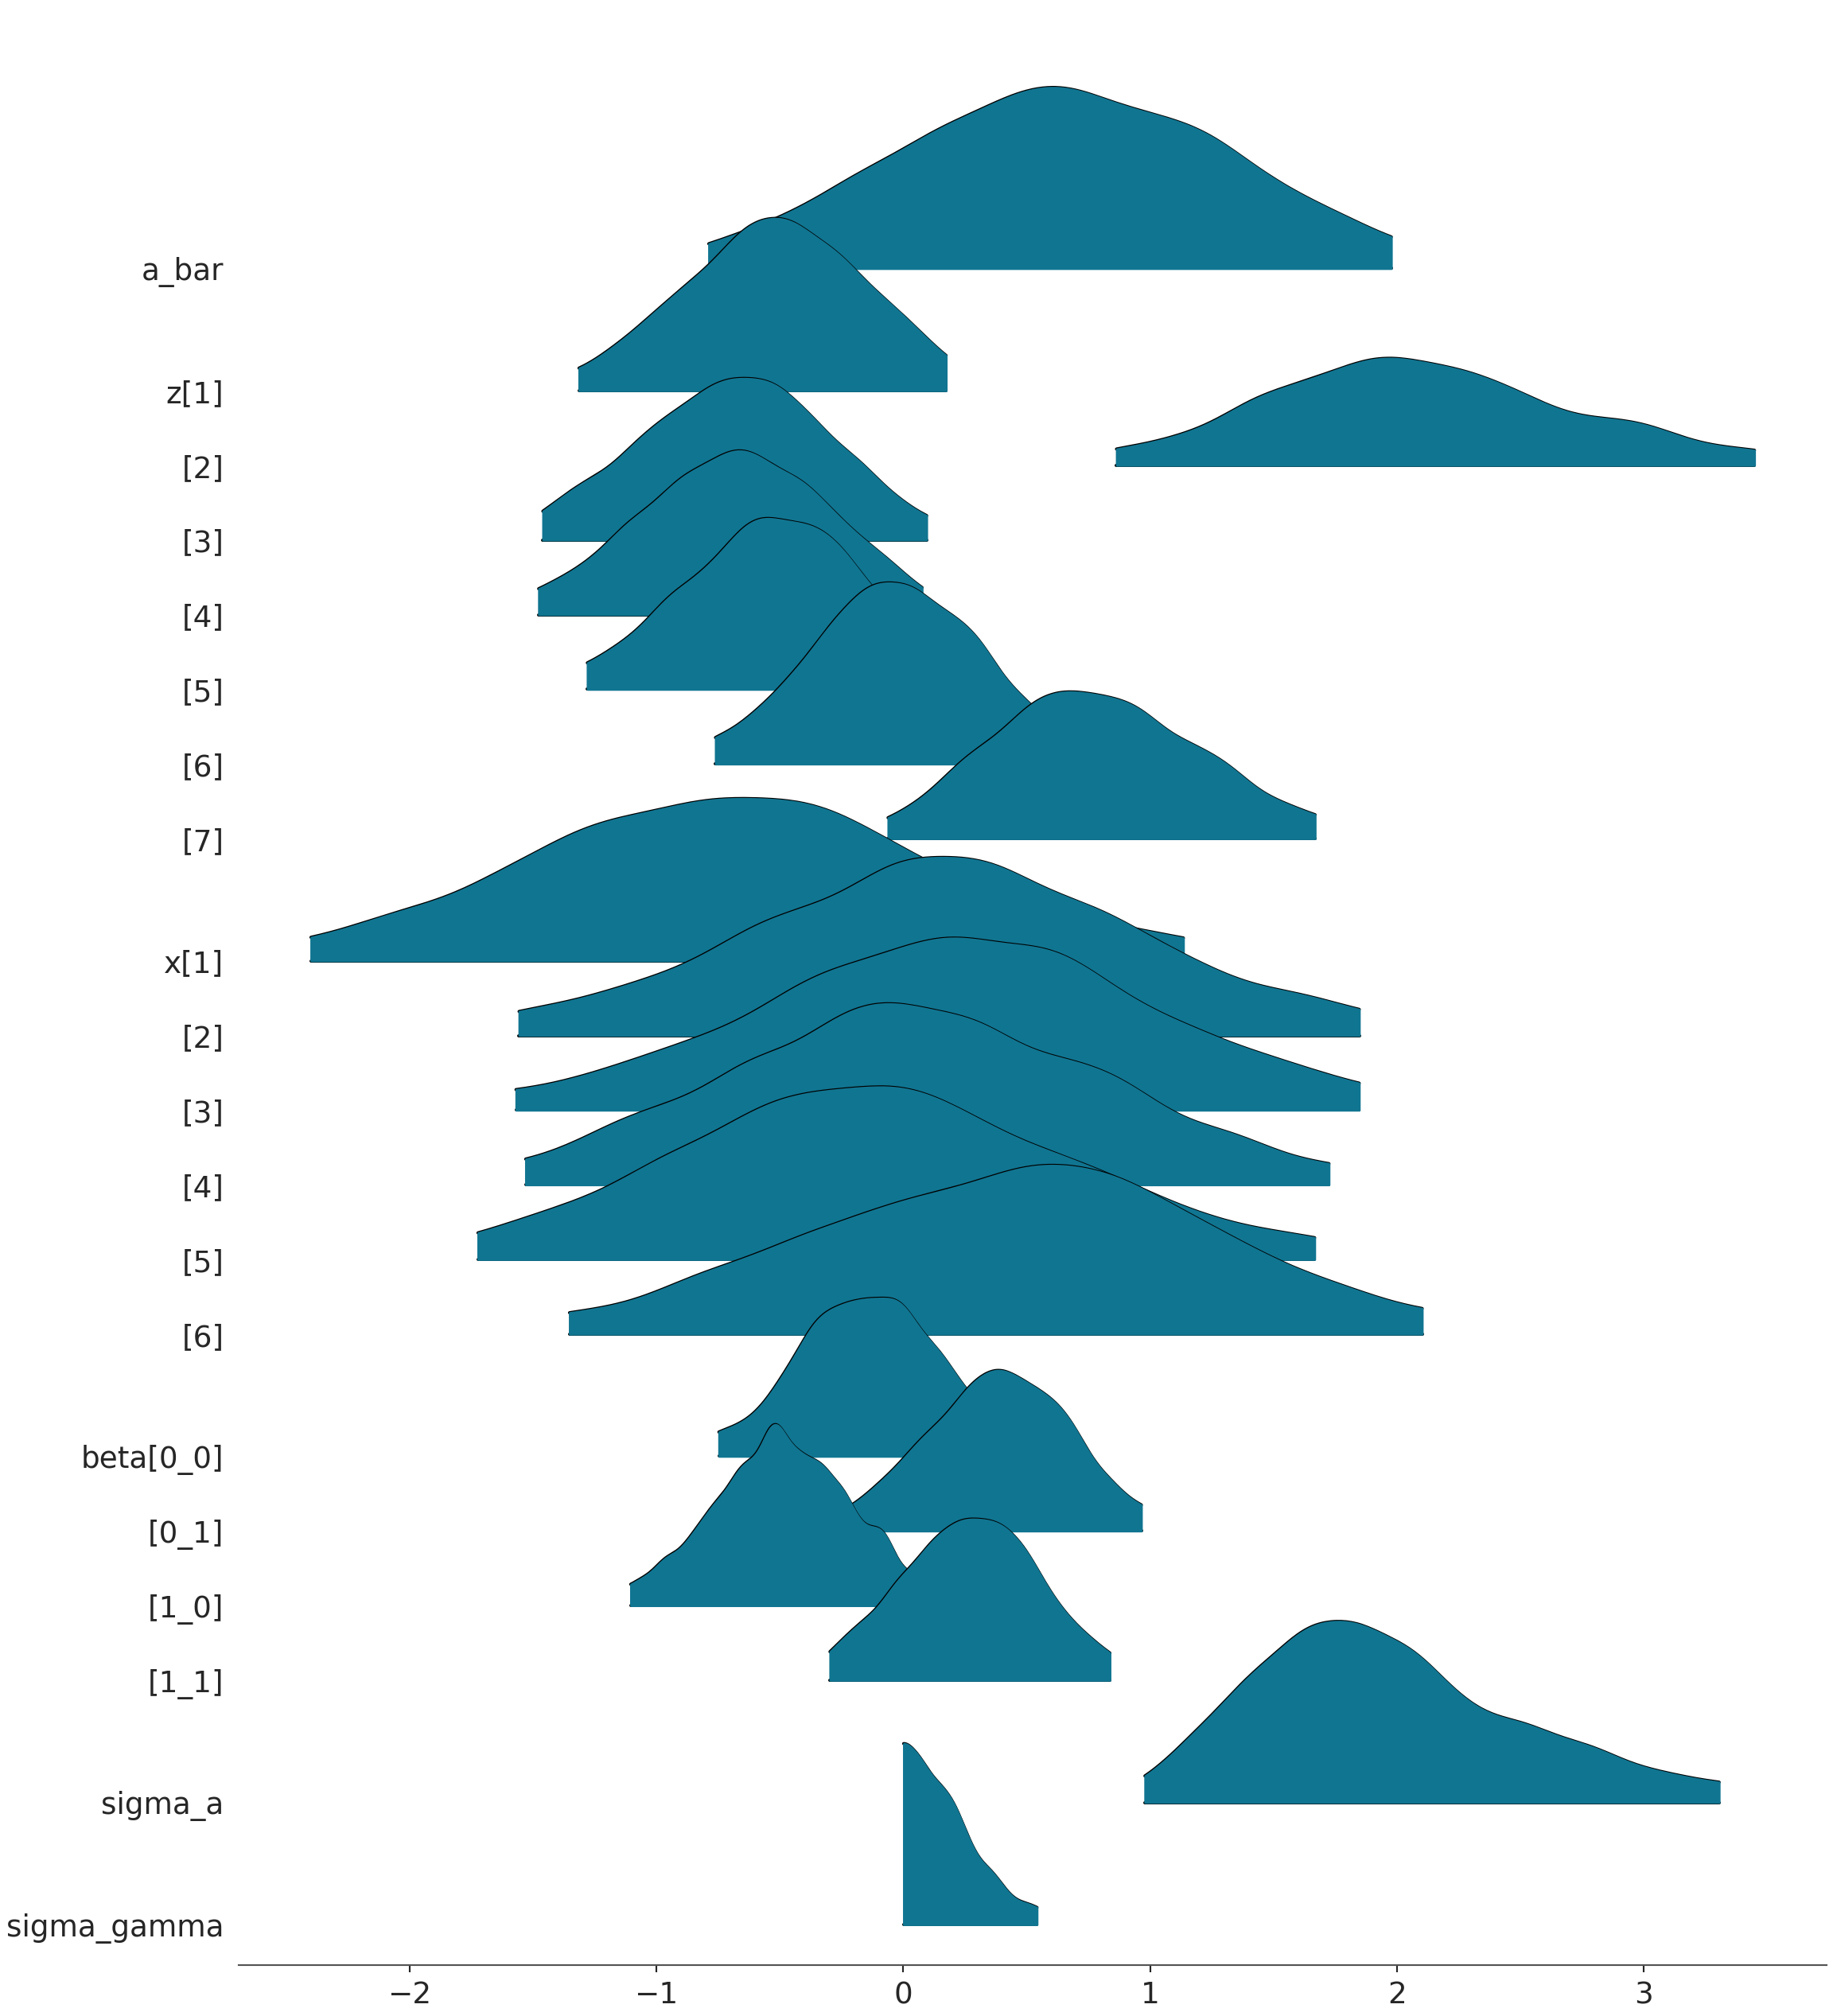 a_bar
z[1]
[2]
[3]
[4]
[5]
[6]
[7]
x[1]
[2]
[3]
[4]
[5]
[6]
beta[0_0]
[0_1]
[1_0]
[1_1]
sigma_a
sigma_gamma
−2 −1 0 1 2 3